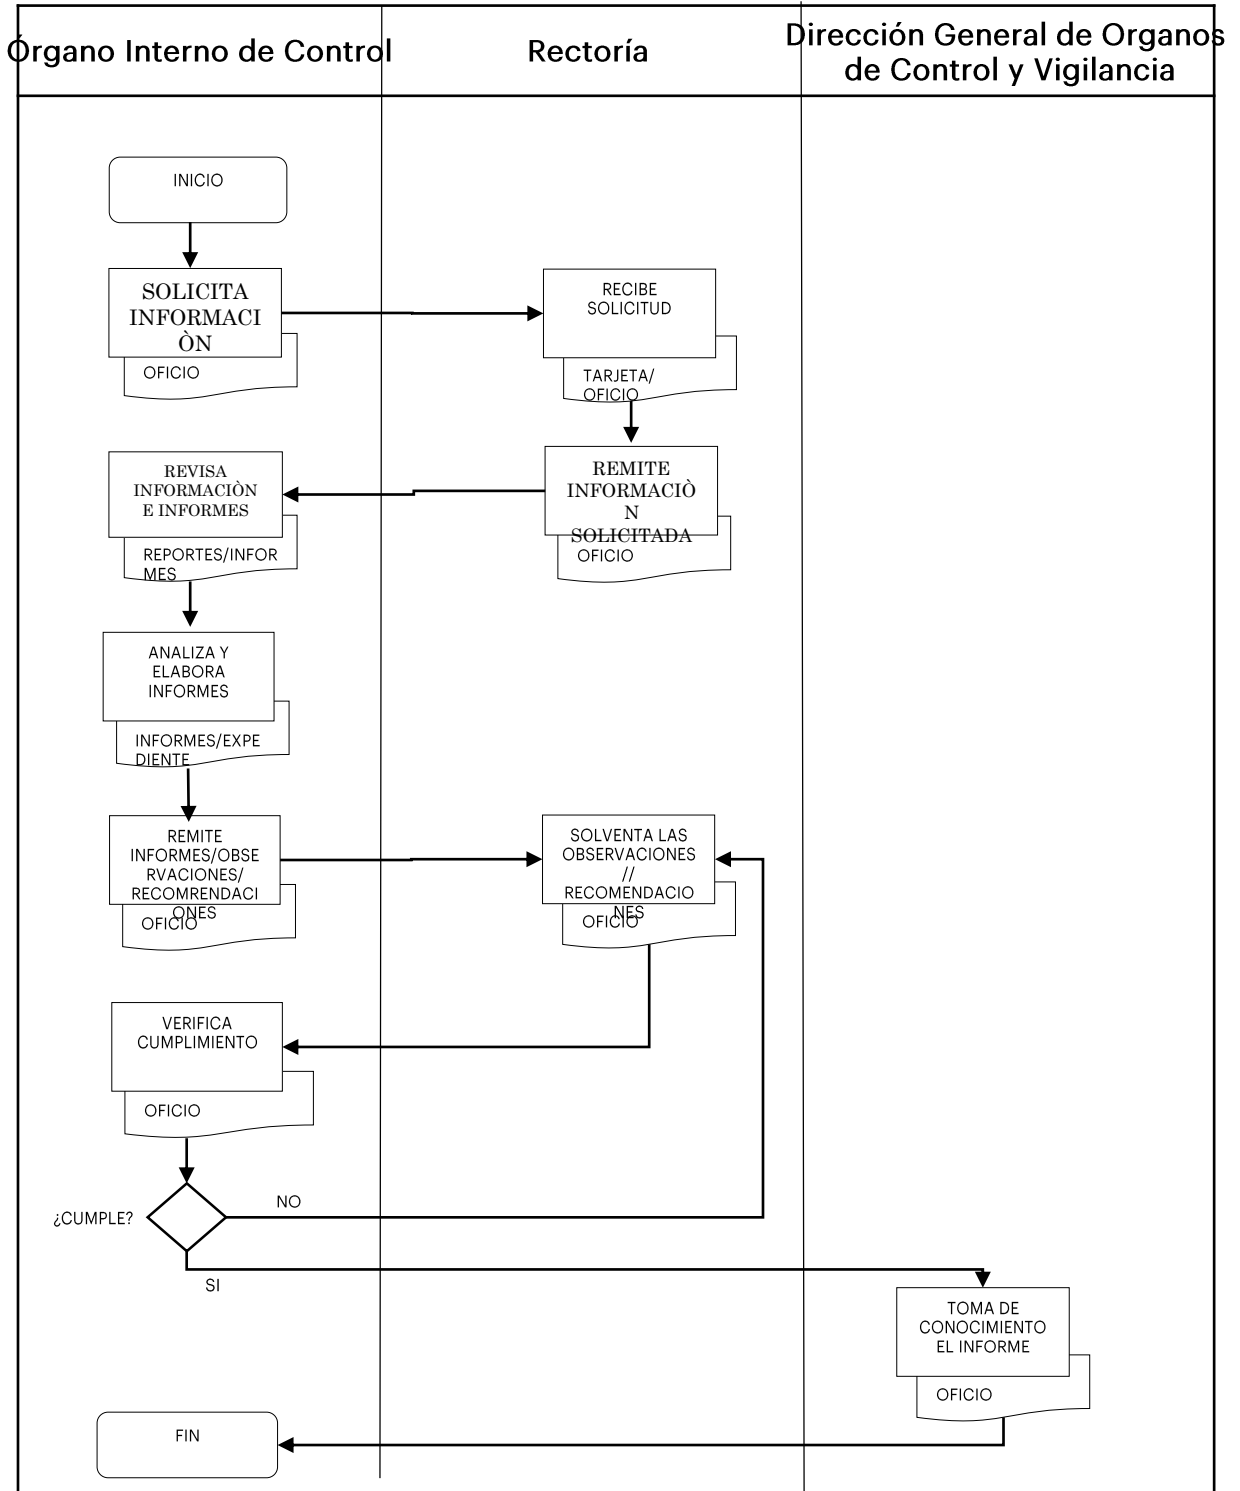 Órgano Interno de Control
Rectoría
Dirección General de Organos
de Control y Vigilancia
INICIO
SOLICITA
INFORMACI
ÒN
OFICIO
RECIBE
SOLICITUD
TARJETA/
OFICIO
REVISA
INFORMACIÒN
E INFORMES
REPORTES/INFOR
MES
REMITE
INFORMACIÒ
N
SOLICITADA
OFICIO
ANALIZA Y
ELABORA
INFORMES
INFORMES/EXPE
DIENTE
REMITE
INFORMES/OBSE
RVACIONES/
RECOMRENDACI
ONES
OFICIO
SOLVENTA LAS
OBSERVACIONES
//
RECOMENDACIO
NES
OFICIO
VERIFICA
CUMPLIMIENTO
OFICIO
¿CUMPLE?
NO
SI
TOMA DE
CONOCIMIENTO
EL INFORME
OFICIO
FIN